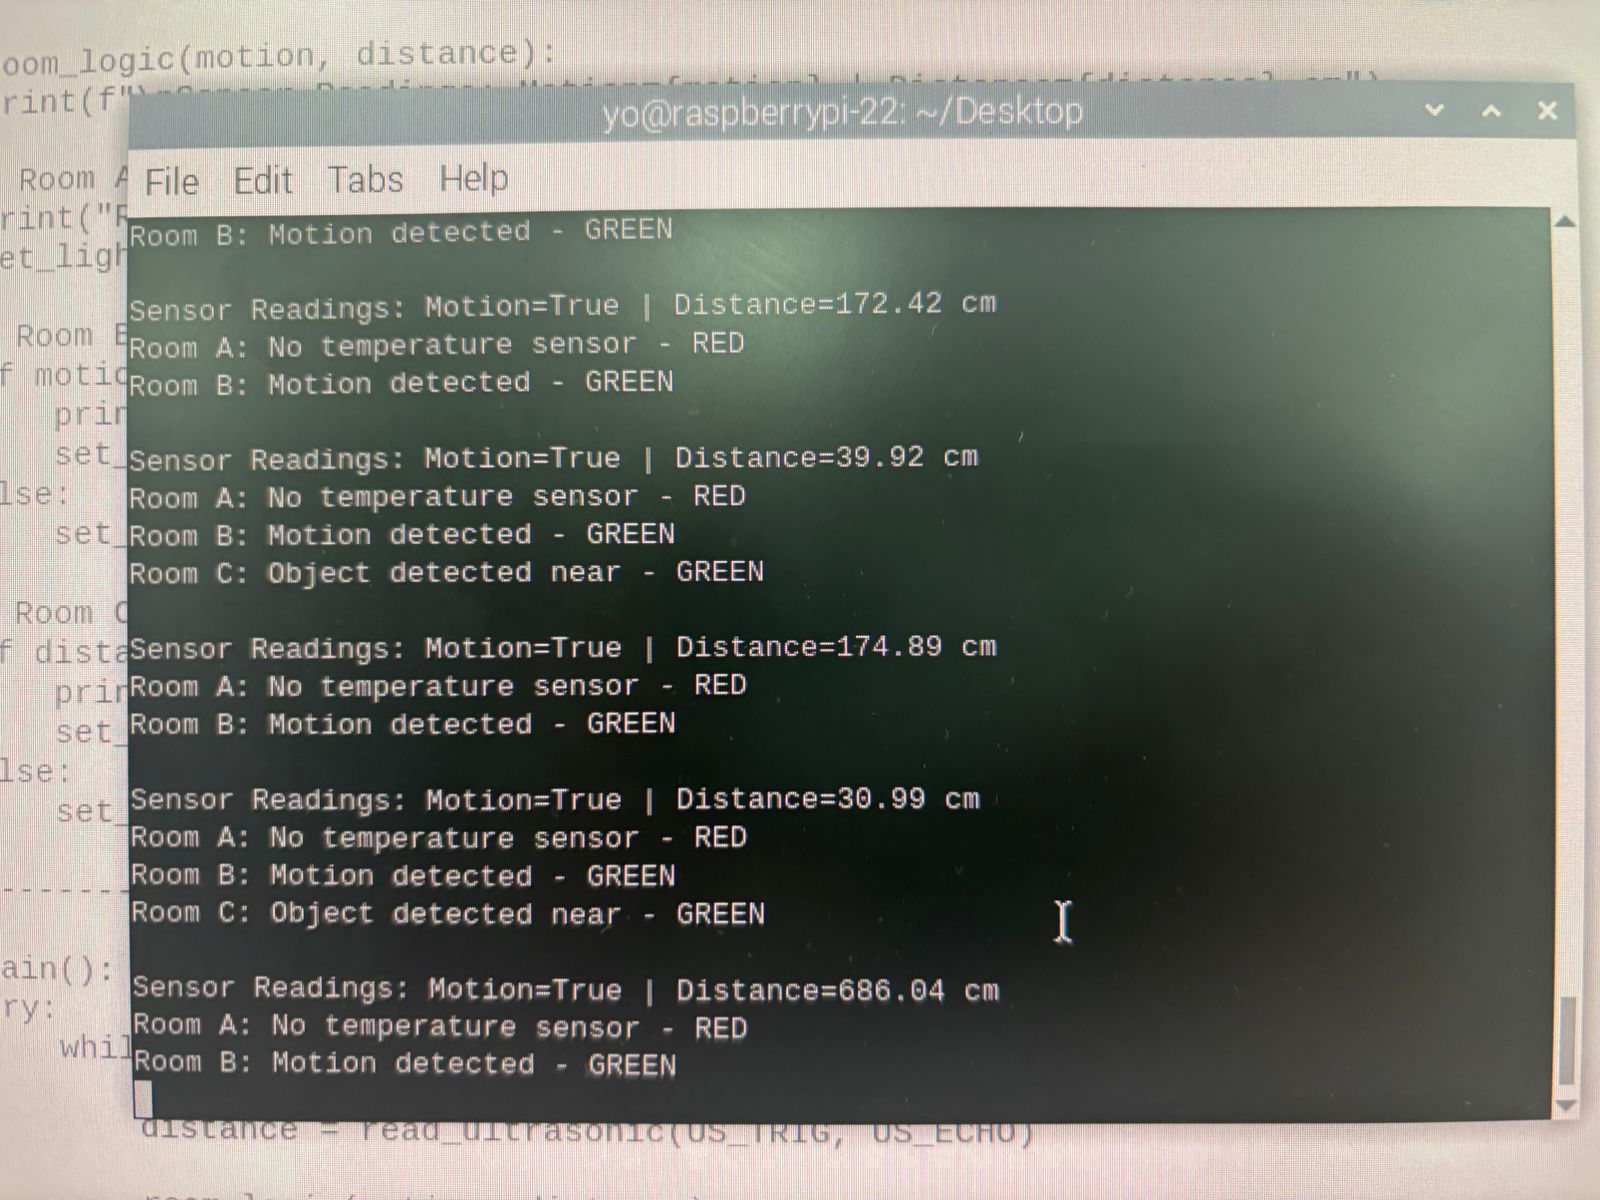 oom_logic(motion, distance):
rint(f"
yo@raspberrypi-22: ~/Desktop
File Edit Tabs Help
Room A
rint("R
et_ligh
Room B: Motion detected - GREEN
Sensor Readings: Motion=True | Distance=172.42 cm
Room A: No temperature sensor - RED
Room B: Motion detected - GREEN
Room B
f motio
prin
set_
lse:
set_
Sensor Readings: Motion=True | Distance=39.92 cm
Room A: No temperature sensor - RED
Room B: Motion detected - GREEN
Room C: Object detected near - GREEN
Room C
f dista
prin
set_
lse:
set_
Sensor Readings: Motion=True | Distance=174.89 cm
Room A: No temperature sensor - RED
Room B: Motion detected - GREEN
Sensor Readings: Motion=True | Distance=30.99 cm
Room A: No temperature sensor - RED
Room B: Motion detected - GREEN
Room C: Object detected near - GREEN
ain():
ry:
whil
Sensor Readings: Motion=True | Distance=686.04 cm
Room A: No temperature sensor - RED
Room B: Motion detected - GREEN
distance = read_ultrasonic(US_TRIG, US_ECHO)